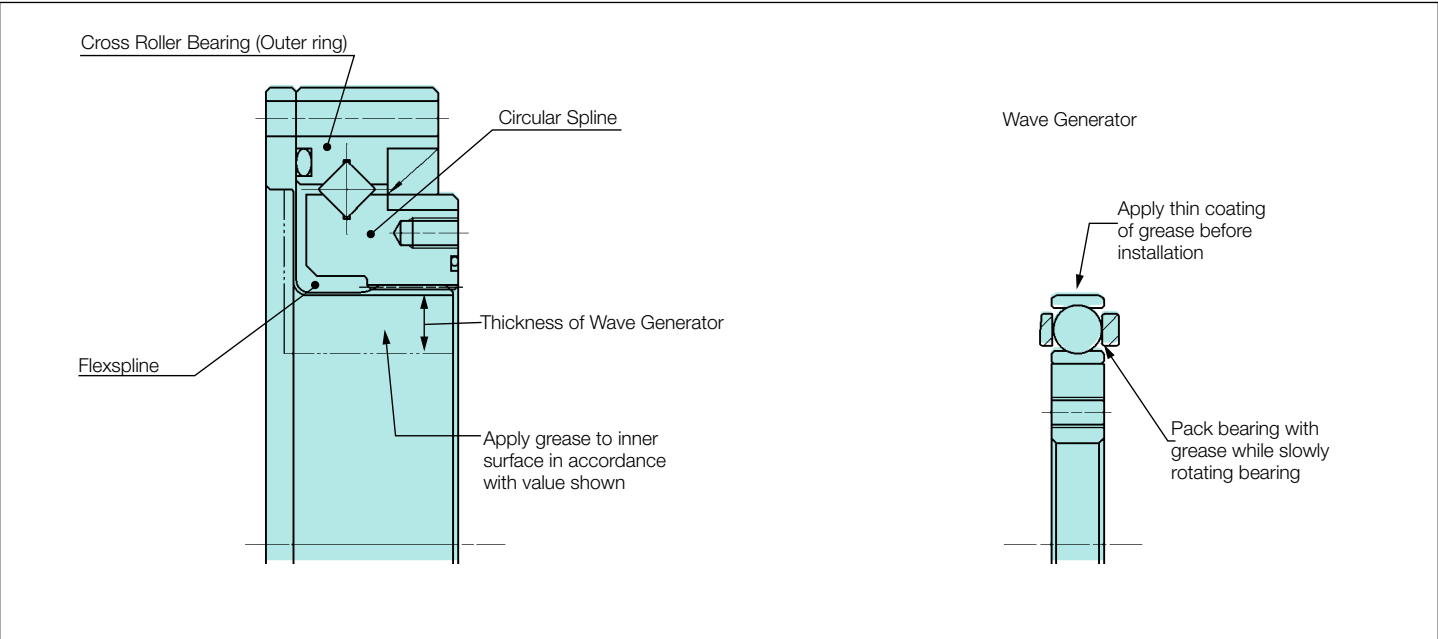 Cross Roller Bearing (Outer ring)
Circular Spline
Thickness of Wave Generator
Flexspline
Apply grease to inner
surface in accordance
with value shown
Wave Generator
Apply thin coating
of grease before
installation
Pack bearing with
grease while slowly
rotating bearing